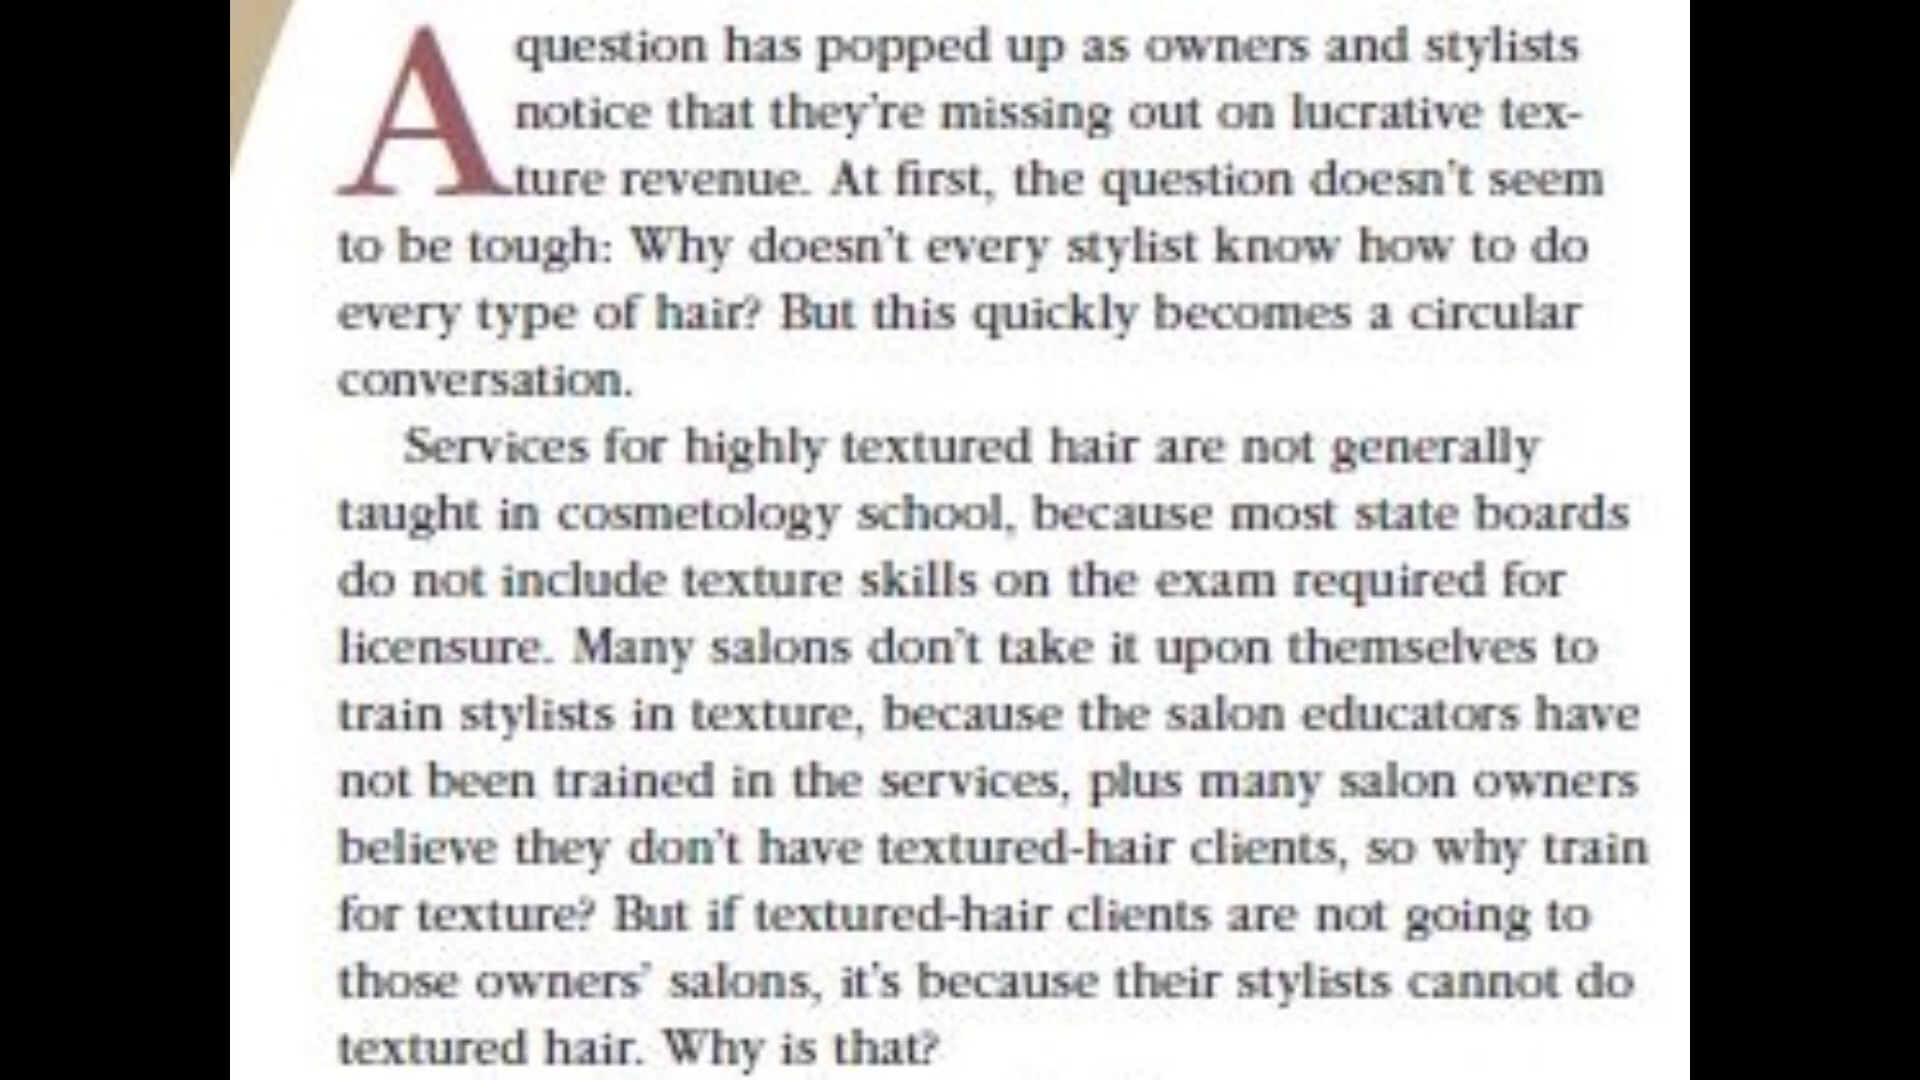 A question has popped up as owners and stylists
notice that they're missing out on lucrative tex-
ture revenue. At first, the question doesn't seem
to be tough: Why doesn't every stylist know how to do
every type of hair? But this quickly becomes a circular
conversation.
Services for highly textured hair are not generally
taught in cosmetology school, because most state boards
do not include texture skills on the exam required for
licensure. Many salons don't take it upon themselves to
train stylists in texture, because the salon educators have
not been trained in the services, plus many salon owners
believe they don't have textured-hair clients, so why train
for texture? But if textured-hair clients are not going to
those owners' salons, it's because their stylists cannot do
textured hair. Why is that?